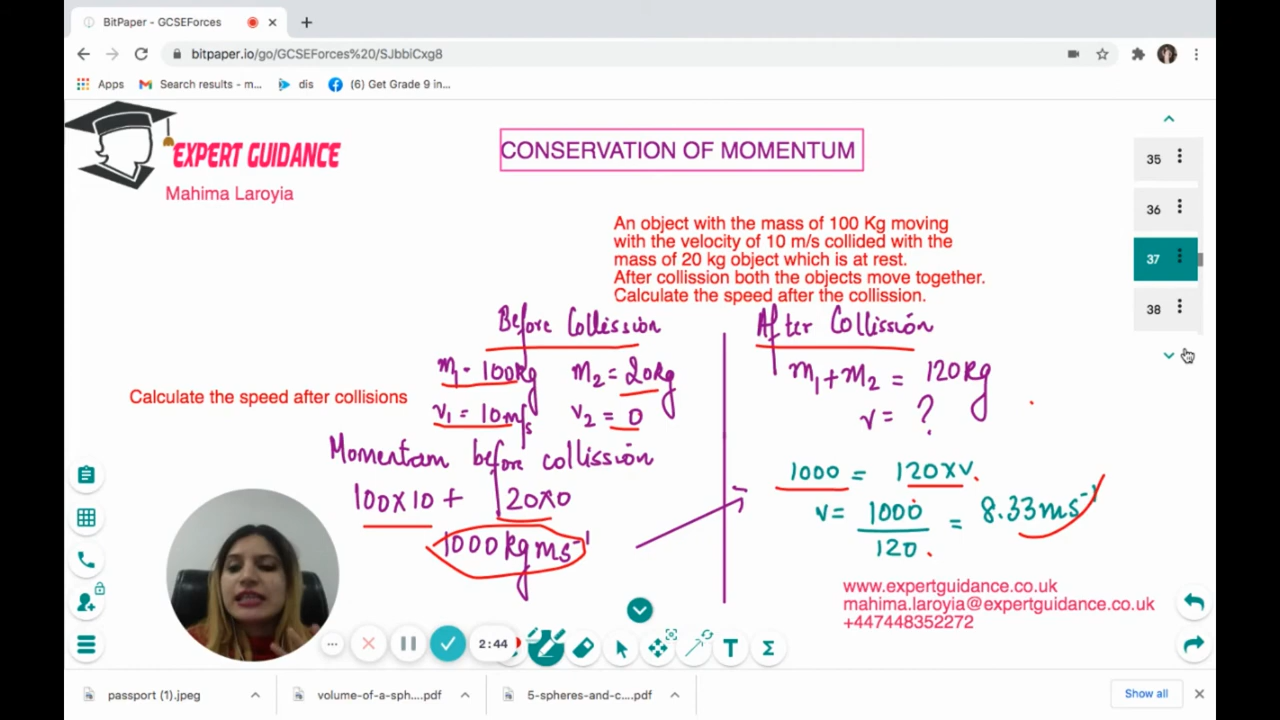 BitPaper - GCSEForces
bitpaper.io/go/GCSEForces%20/SJbbiCxg8
Apps
Search results - m...
dis
(6) Get Grade 9 in...
EXPERT GUIDANCE
Mahima Laroyia
CONSERVATION OF MOMENTUM
35
36
37
38
An object with the mass of 100 Kg moving
with the velocity of 10 m/s collided with the
mass of 20 kg object which is at rest.
After collission both the objects move together.
Calculate the speed after the collission.
Calculate the speed after collisions
Before Collission
m₁ = 100kg m₂ = 20kg
v₁ = 10m/s v₂ = 0
Momentam before collission
100x10 + 20x0
1000 kg ms⁻¹
After Collission
m₁+m₂ = 120kg
v = ?
1000 = 120xv
v = 1000/120 = 8.33ms⁻¹
www.expertguidance.co.uk
mahima.laroyia@expertguidance.co.uk
+447448352272
2:44
T
Σ
passport (1).jpeg
volume-of-a-sph....pdf
5-spheres-and-c....pdf
Show all